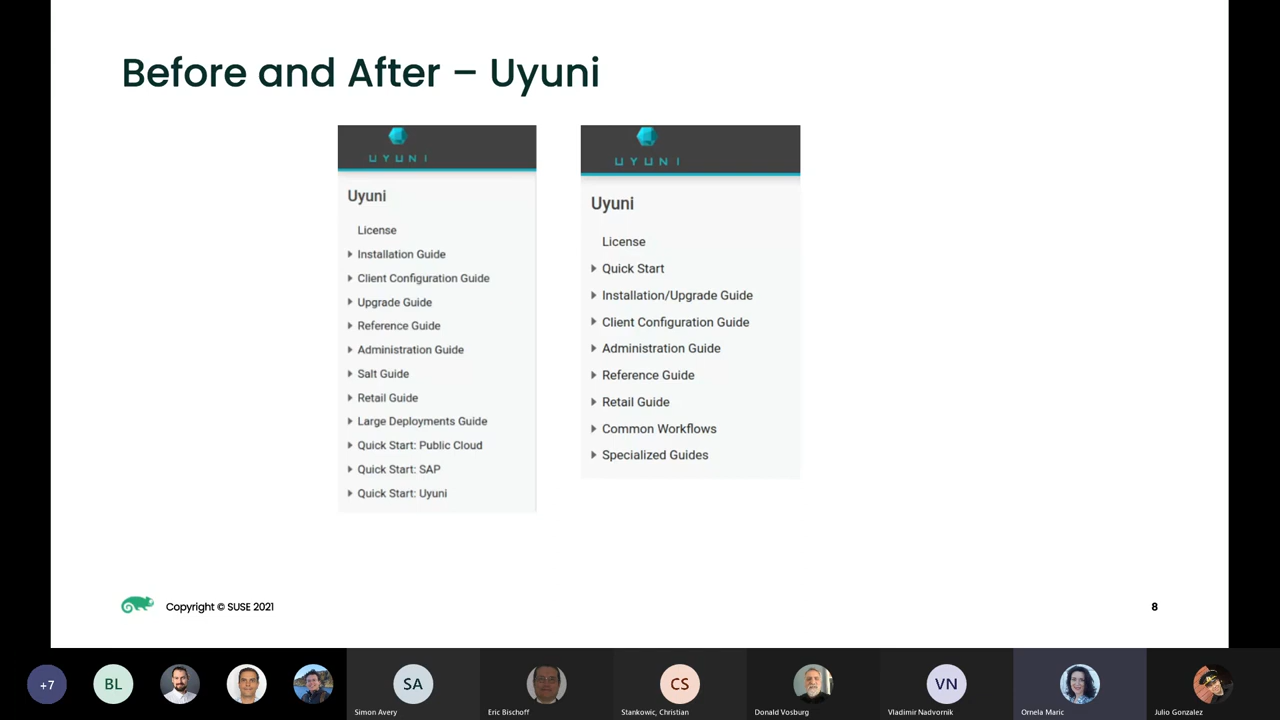 Before and After – Uyuni
UYUNI
Uyuni
License
Installation Guide
Client Configuration Guide
Upgrade Guide
Reference Guide
Administration Guide
Salt Guide
Retail Guide
Large Deployments Guide
Quick Start: Public Cloud
Quick Start: SAP
Quick Start: Uyuni
UYUNI
Uyuni
License
Quick Start
Installation/Upgrade Guide
Client Configuration Guide
Administration Guide
Reference Guide
Retail Guide
Common Workflows
Specialized Guides
Copyright © SUSE 2021
8
+7
BL
SA
CS
VN
Simon Avery
Eric Bischoff
Stankowic, Christian
Donald Vosburg
Vladimir Nadvornik
Ornela Maric
Julio Gonzalez